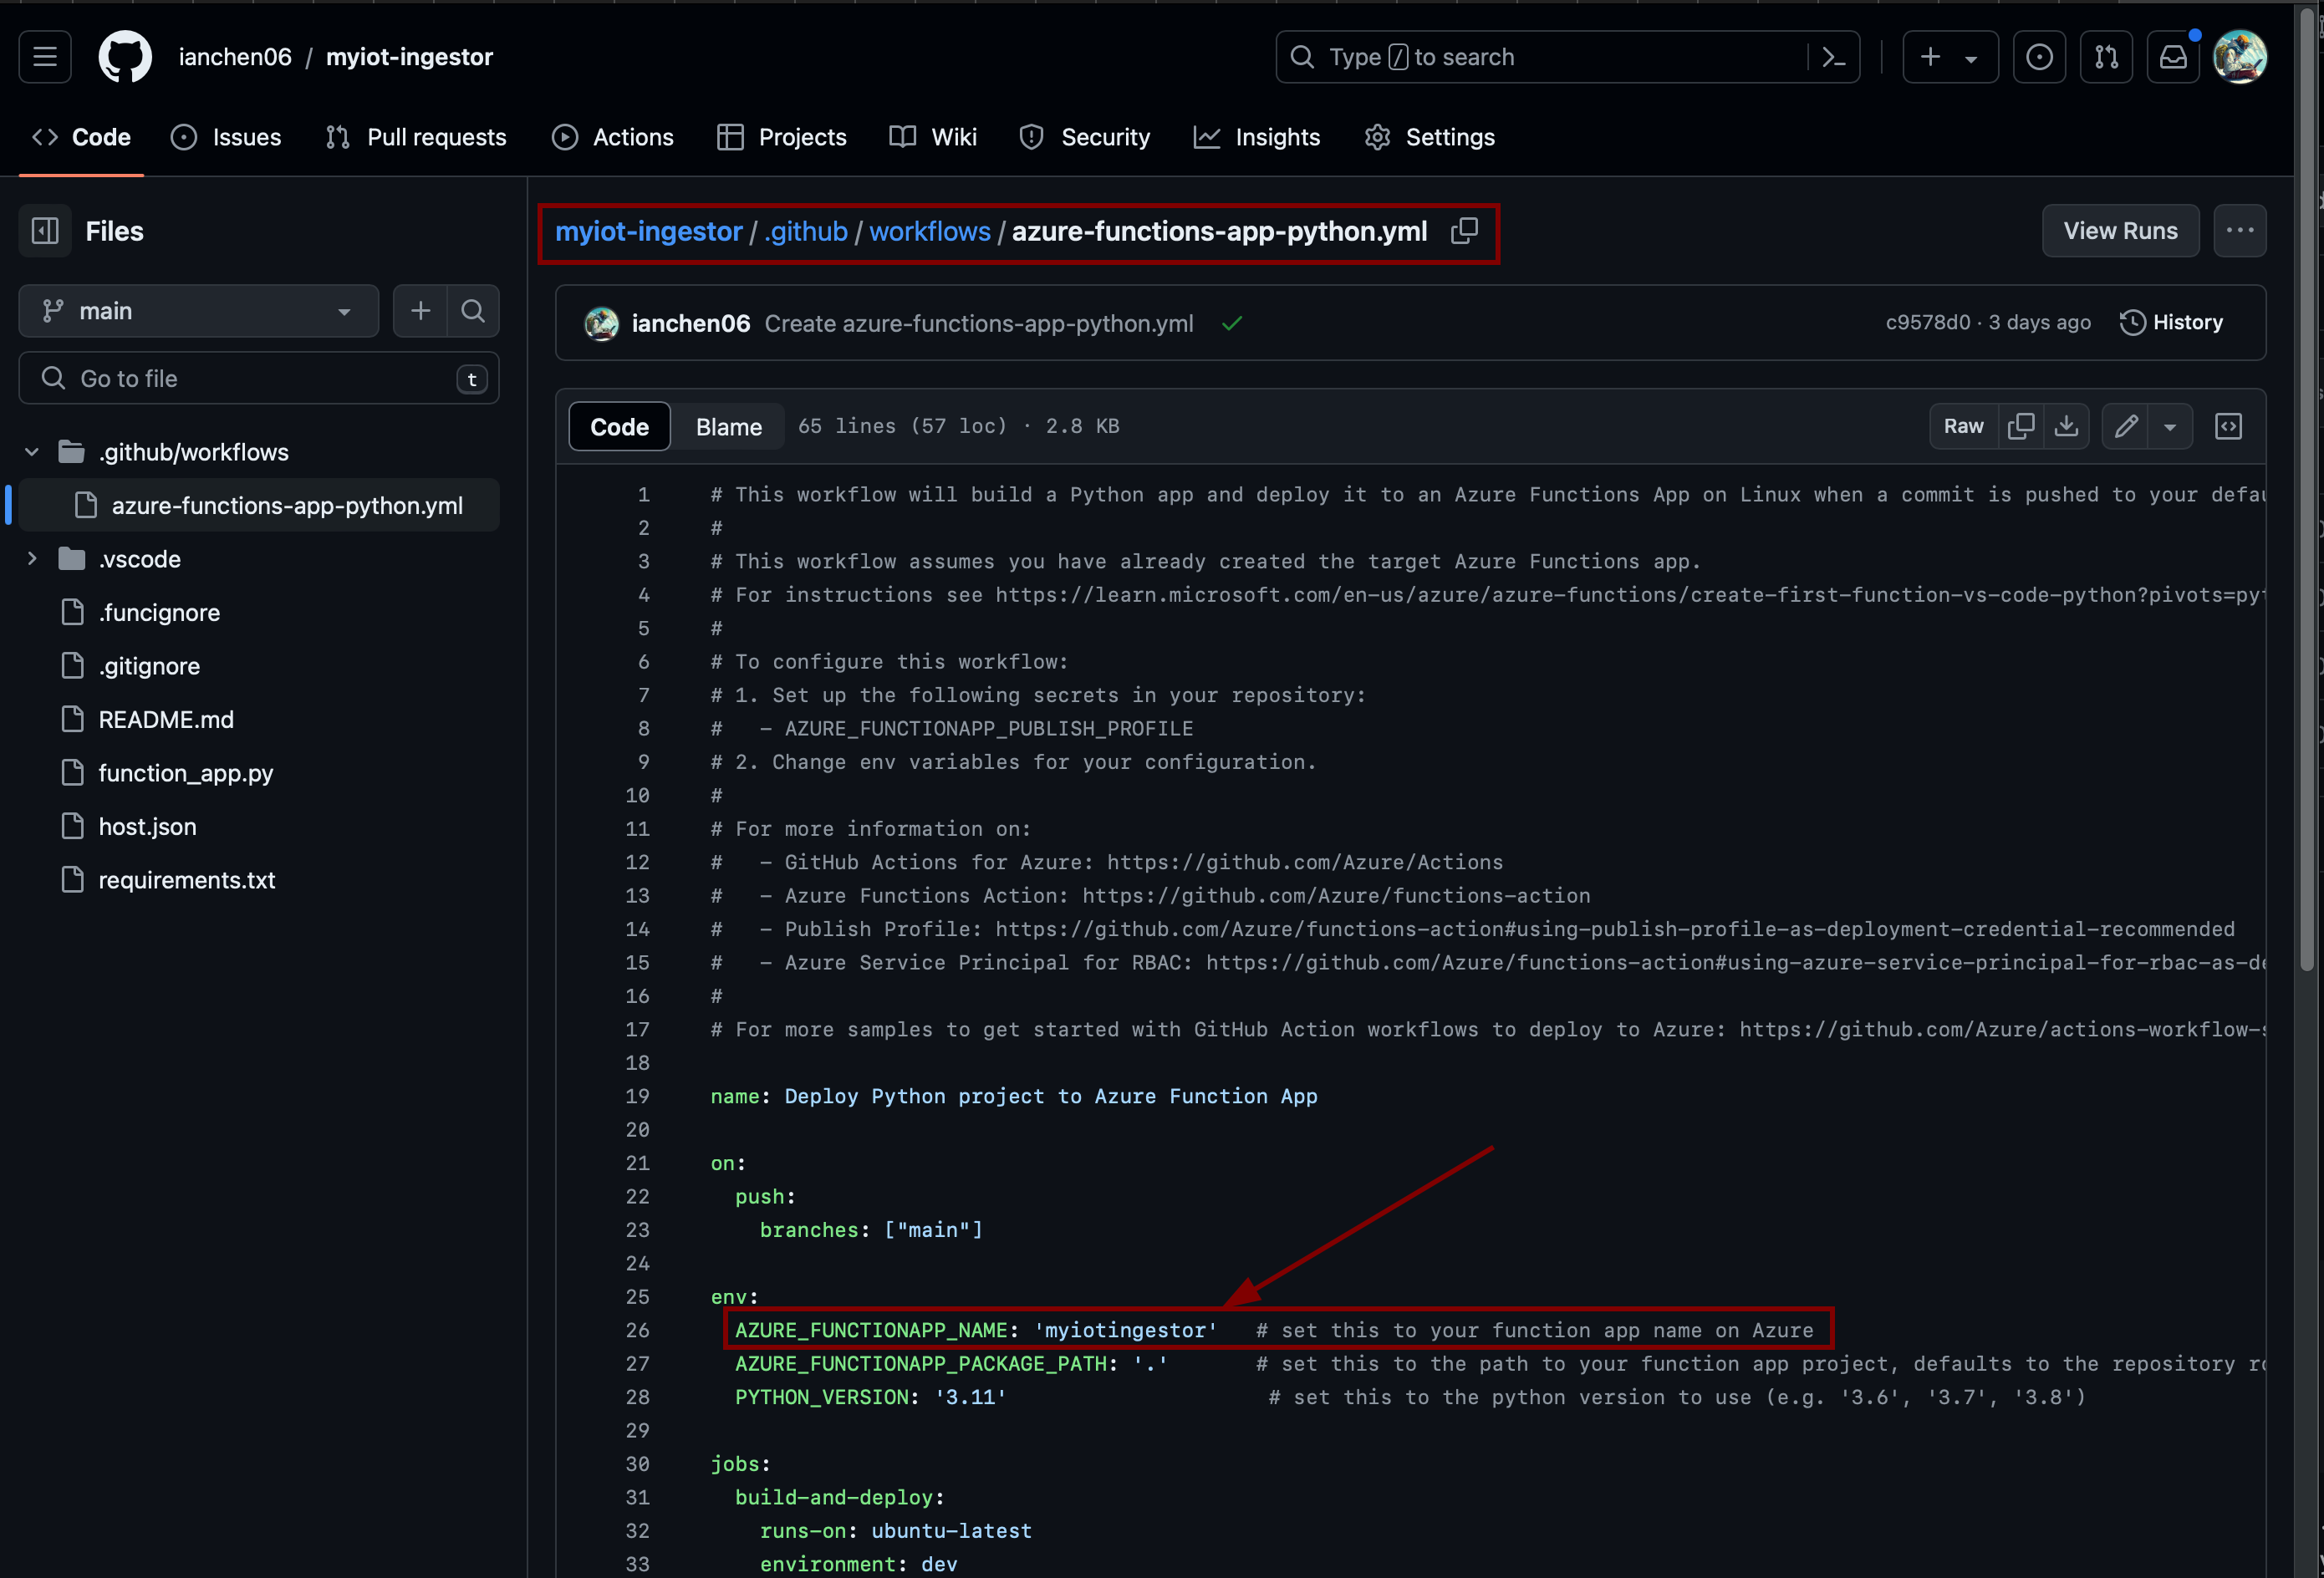 ianchen06 / myiot-ingestor
Type / to search
Code Issues Pull requests Actions Projects Wiki Security Insights Settings
Files
myiot-ingestor / .github / workflows / azure-functions-app-python.yml
View Runs
main
ianchen06 Create azure-functions-app-python.yml
c9578d0 · 3 days ago
History
Go to file
t
Code Blame 65 lines (57 loc) · 2.8 KB
Raw
.github/workflows
azure-functions-app-python.yml
.vscode
.funcignore
.gitignore
README.md
function_app.py
host.json
requirements.txt
1 # This workflow will build a Python app and deploy it to an Azure Functions App on Linux when a commit is pushed to your
2 #
3 # This workflow assumes you have already created the target Azure Functions app.
4 # For instructions see https://learn.microsoft.com/en-us/azure/azure-functions/create-first-function-vs-code-python?pivots=pyt
5 #
6 # To configure this workflow:
7 # 1. Set up the following secrets in your repository:
8 #   - AZURE_FUNCTIONAPP_PUBLISH_PROFILE
9 # 2. Change env variables for your configuration.
10 #
11 # For more information on:
12 #   - GitHub Actions for Azure: https://github.com/Azure/Actions
13 #   - Azure Functions Action: https://github.com/Azure/functions-action
14 #   - Publish Profile: https://github.com/Azure/functions-action#using-publish-profile-as-deployment-credential-recommended
15 #   - Azure Service Principal for RBAC: https://github.com/Azure/functions-action#using-azure-service-principal-for-rbac-as-de
16 #
17 # For more samples to get started with GitHub Action workflows to deploy to Azure: https://github.com/Azure/actions-workflow-s
18
19 name: Deploy Python project to Azure Function App
20
21 on:
22 push:
23 branches: ["main"]
24
25 env:
26 AZURE_FUNCTIONAPP_NAME: 'myiotingestor' # set this to your function app name on Azure
27 AZURE_FUNCTIONAPP_PACKAGE_PATH: '.' # set this to the path to your function app project, defaults to the repository
28 PYTHON_VERSION: '3.11' # set this to the python version to use (e.g. '3.6', '3.7', '3.8')
29
30 jobs:
31 build-and-deploy:
32 runs-on: ubuntu-latest
33 environment: dev